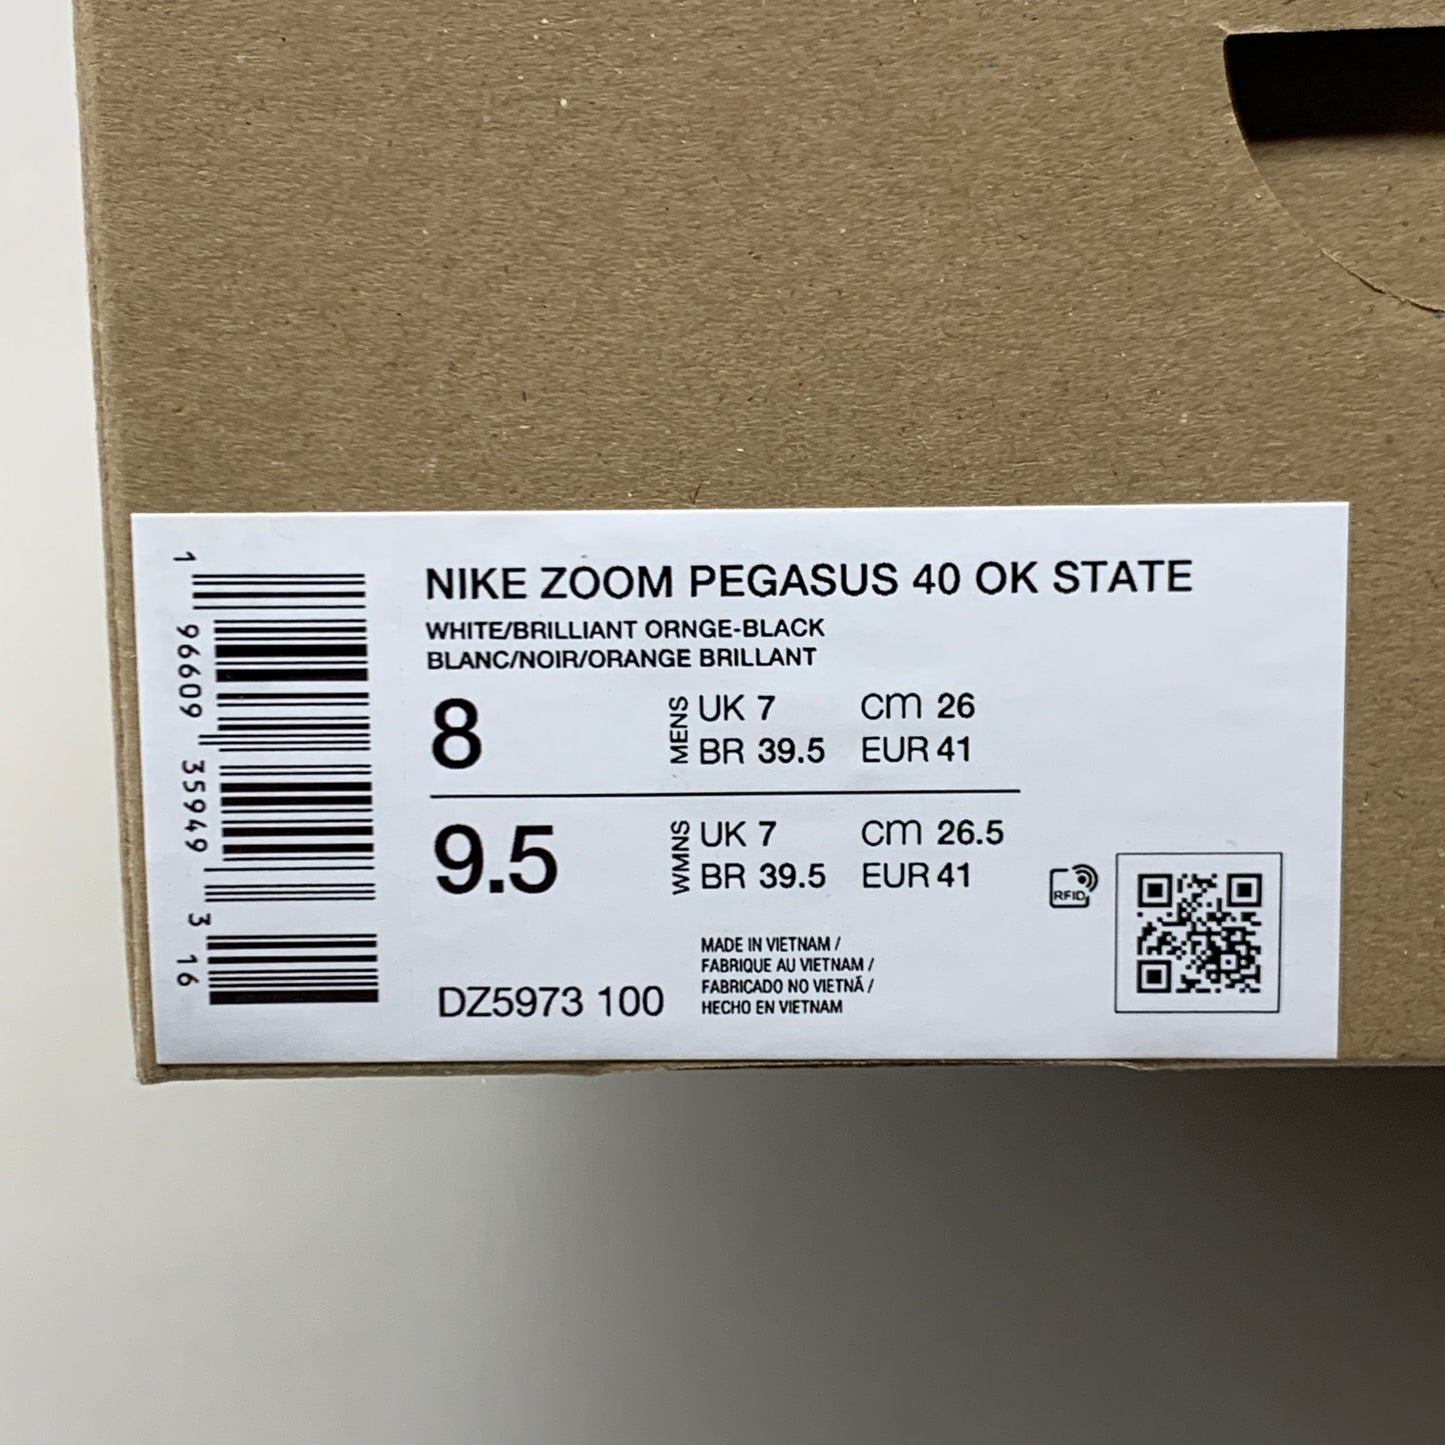 NIKE ZOOM PEGASUS 40 OK STATE
WHITE/BRILLIANT ORNGE-BLACK
BLANC/NOIR/ORANGE BRILLANT
8 MENS UK 7 CM 26
BR 39.5 EUR 41
9.5 WMNS UK 7 CM 26.5
BR 39.5 EUR 41
RFID
MADE IN VIETNAM /
FABRIQUE AU VIETNAM /
FABRICADO NO VIETNÃ /
HECHO EN VIETNAM
DZ5973 100
1 96609 35949 3 16